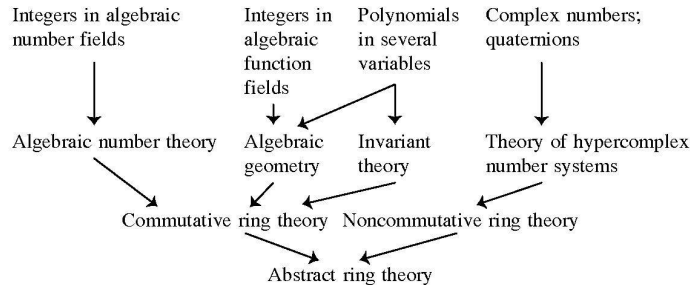 Integers in algebraic
number fields
Integers in
algebraic
function
fields
Polynomials
in several
variables
Complex numbers;
quaternions
Algebraic number theory
Algebraic
geometry
Invariant
theory
Theory of hypercomplex
number systems
Commutative ring theory
Noncommutative ring theory
Abstract ring theory